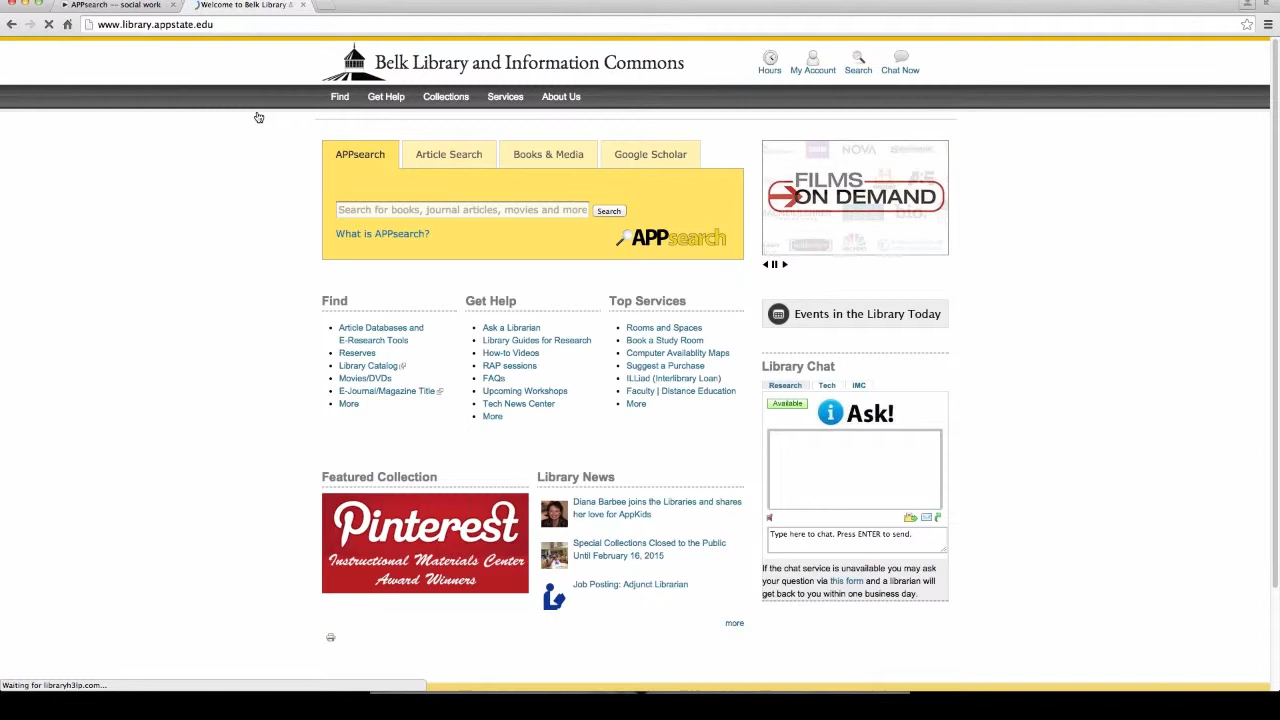 APPsearch -- social work
Welcome to Belk Library &
www.library.appstate.edu
Belk Library and Information Commons
Hours
My Account
Search
Chat Now
Find
Get Help
Collections
Services
About Us
APPsearch
Article Search
Books & Media
Google Scholar
Search for books, journal articles, movies and more
Search
What is APPsearch?
APPsearch
NOVA
FILMS
ON DEMAND
Events in the Library Today
Find
Article Databases and
E-Research Tools
Reserves
Library Catalog
Movies/DVDs
E-Journal/Magazine Title
More
Get Help
Ask a Librarian
Library Guides for Research
How-to Videos
RAP sessions
FAQs
Upcoming Workshops
Tech News Center
More
Top Services
Rooms and Spaces
Book a Study Room
Computer Availablity Maps
Suggest a Purchase
ILLiad (Interlibrary Loan)
Faculty | Distance Education
More
Library Chat
Research
Tech
IMC
Available
i Ask!
Type here to chat. Press ENTER to send.
If the chat service is unavailable you may ask
your question via this form and a librarian will
get back to you within one business day.
Featured Collection
Pinterest
Instructional Materials Center
Award Winners
Library News
Diana Barbee joins the Libraries and shares
her love for AppKids
Special Collections Closed to the Public
Until February 16, 2015
Job Posting: Adjunct Librarian
more
Waiting for libraryh3lp.com...